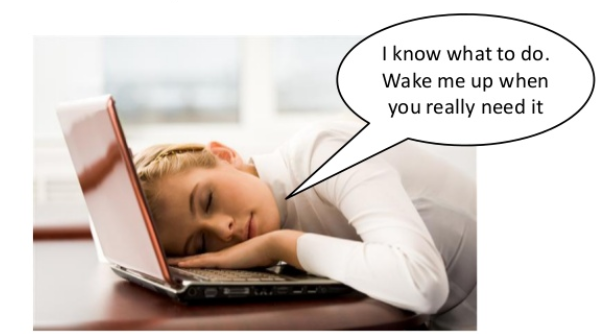 I know what to do.
Wake me up when
you really need it